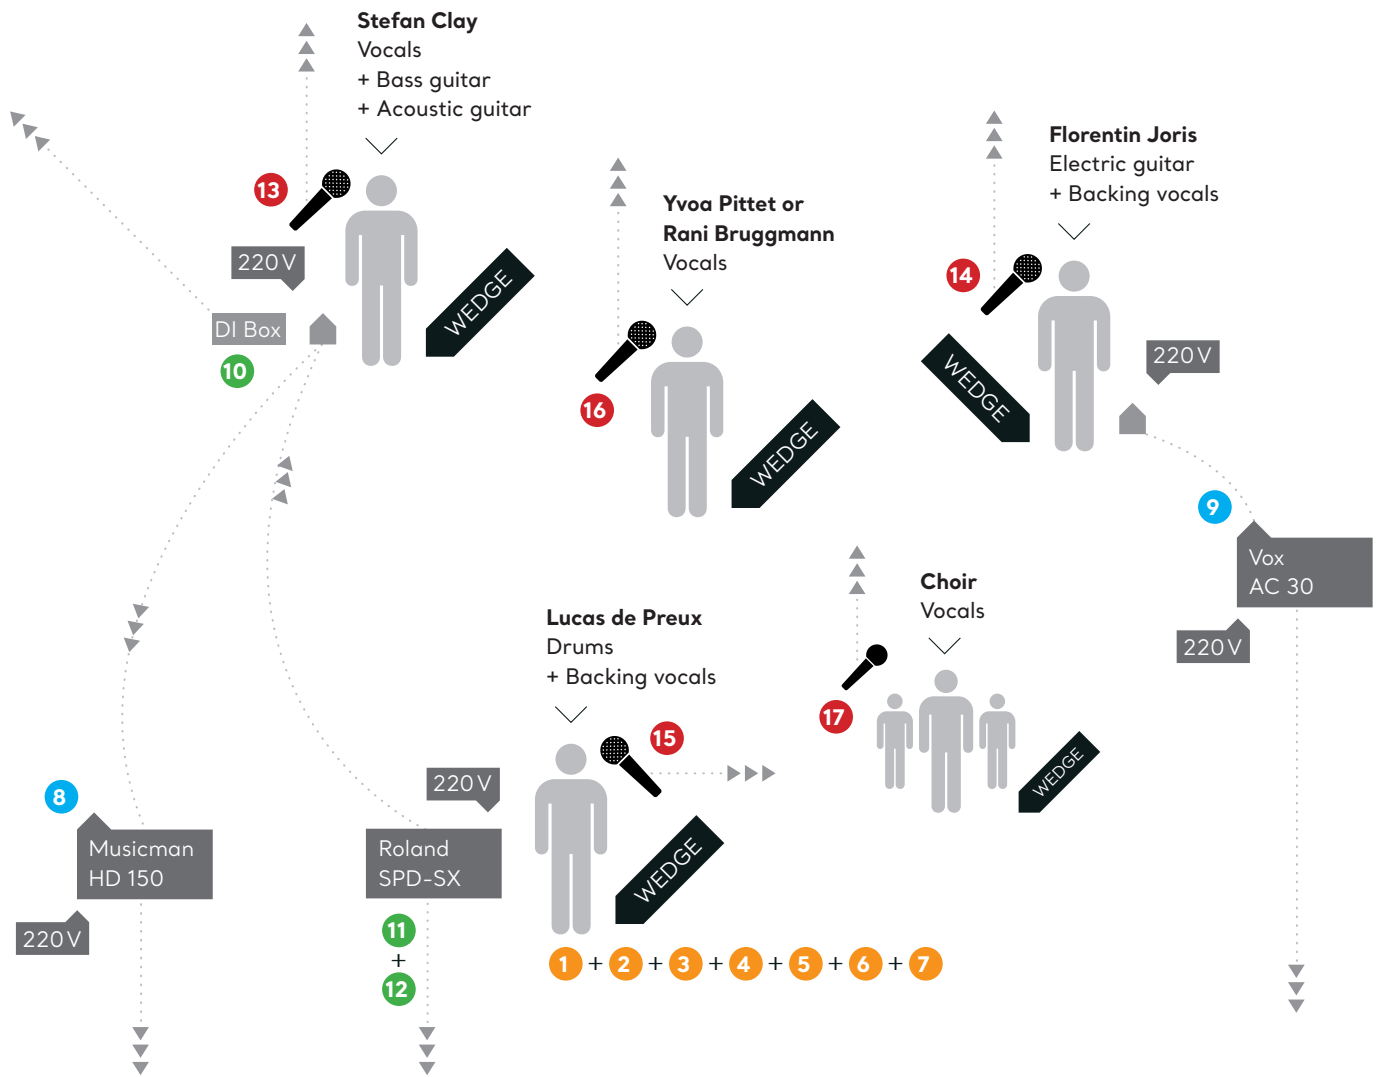 Stefan Clay
Vocals
+ Bass guitar
+ Acoustic guitar
13
220 V
DI Box
10
WEDGE
Yvoa Pittet or
Rani Bruggmann
Vocals
16
WEDGE
Florentin Joris
Electric guitar
+ Backing vocals
14
WEDGE
220 V
9
Vox
AC 30
220 V
Choir
Vocals
17
WEDGE
Lucas de Preux
Drums
+ Backing vocals
15
WEDGE
220 V
8
Musicman
HD 150
220 V
Roland
SPD-SX
11
+
12
1 + 2 + 3 + 4 + 5 + 6 + 7